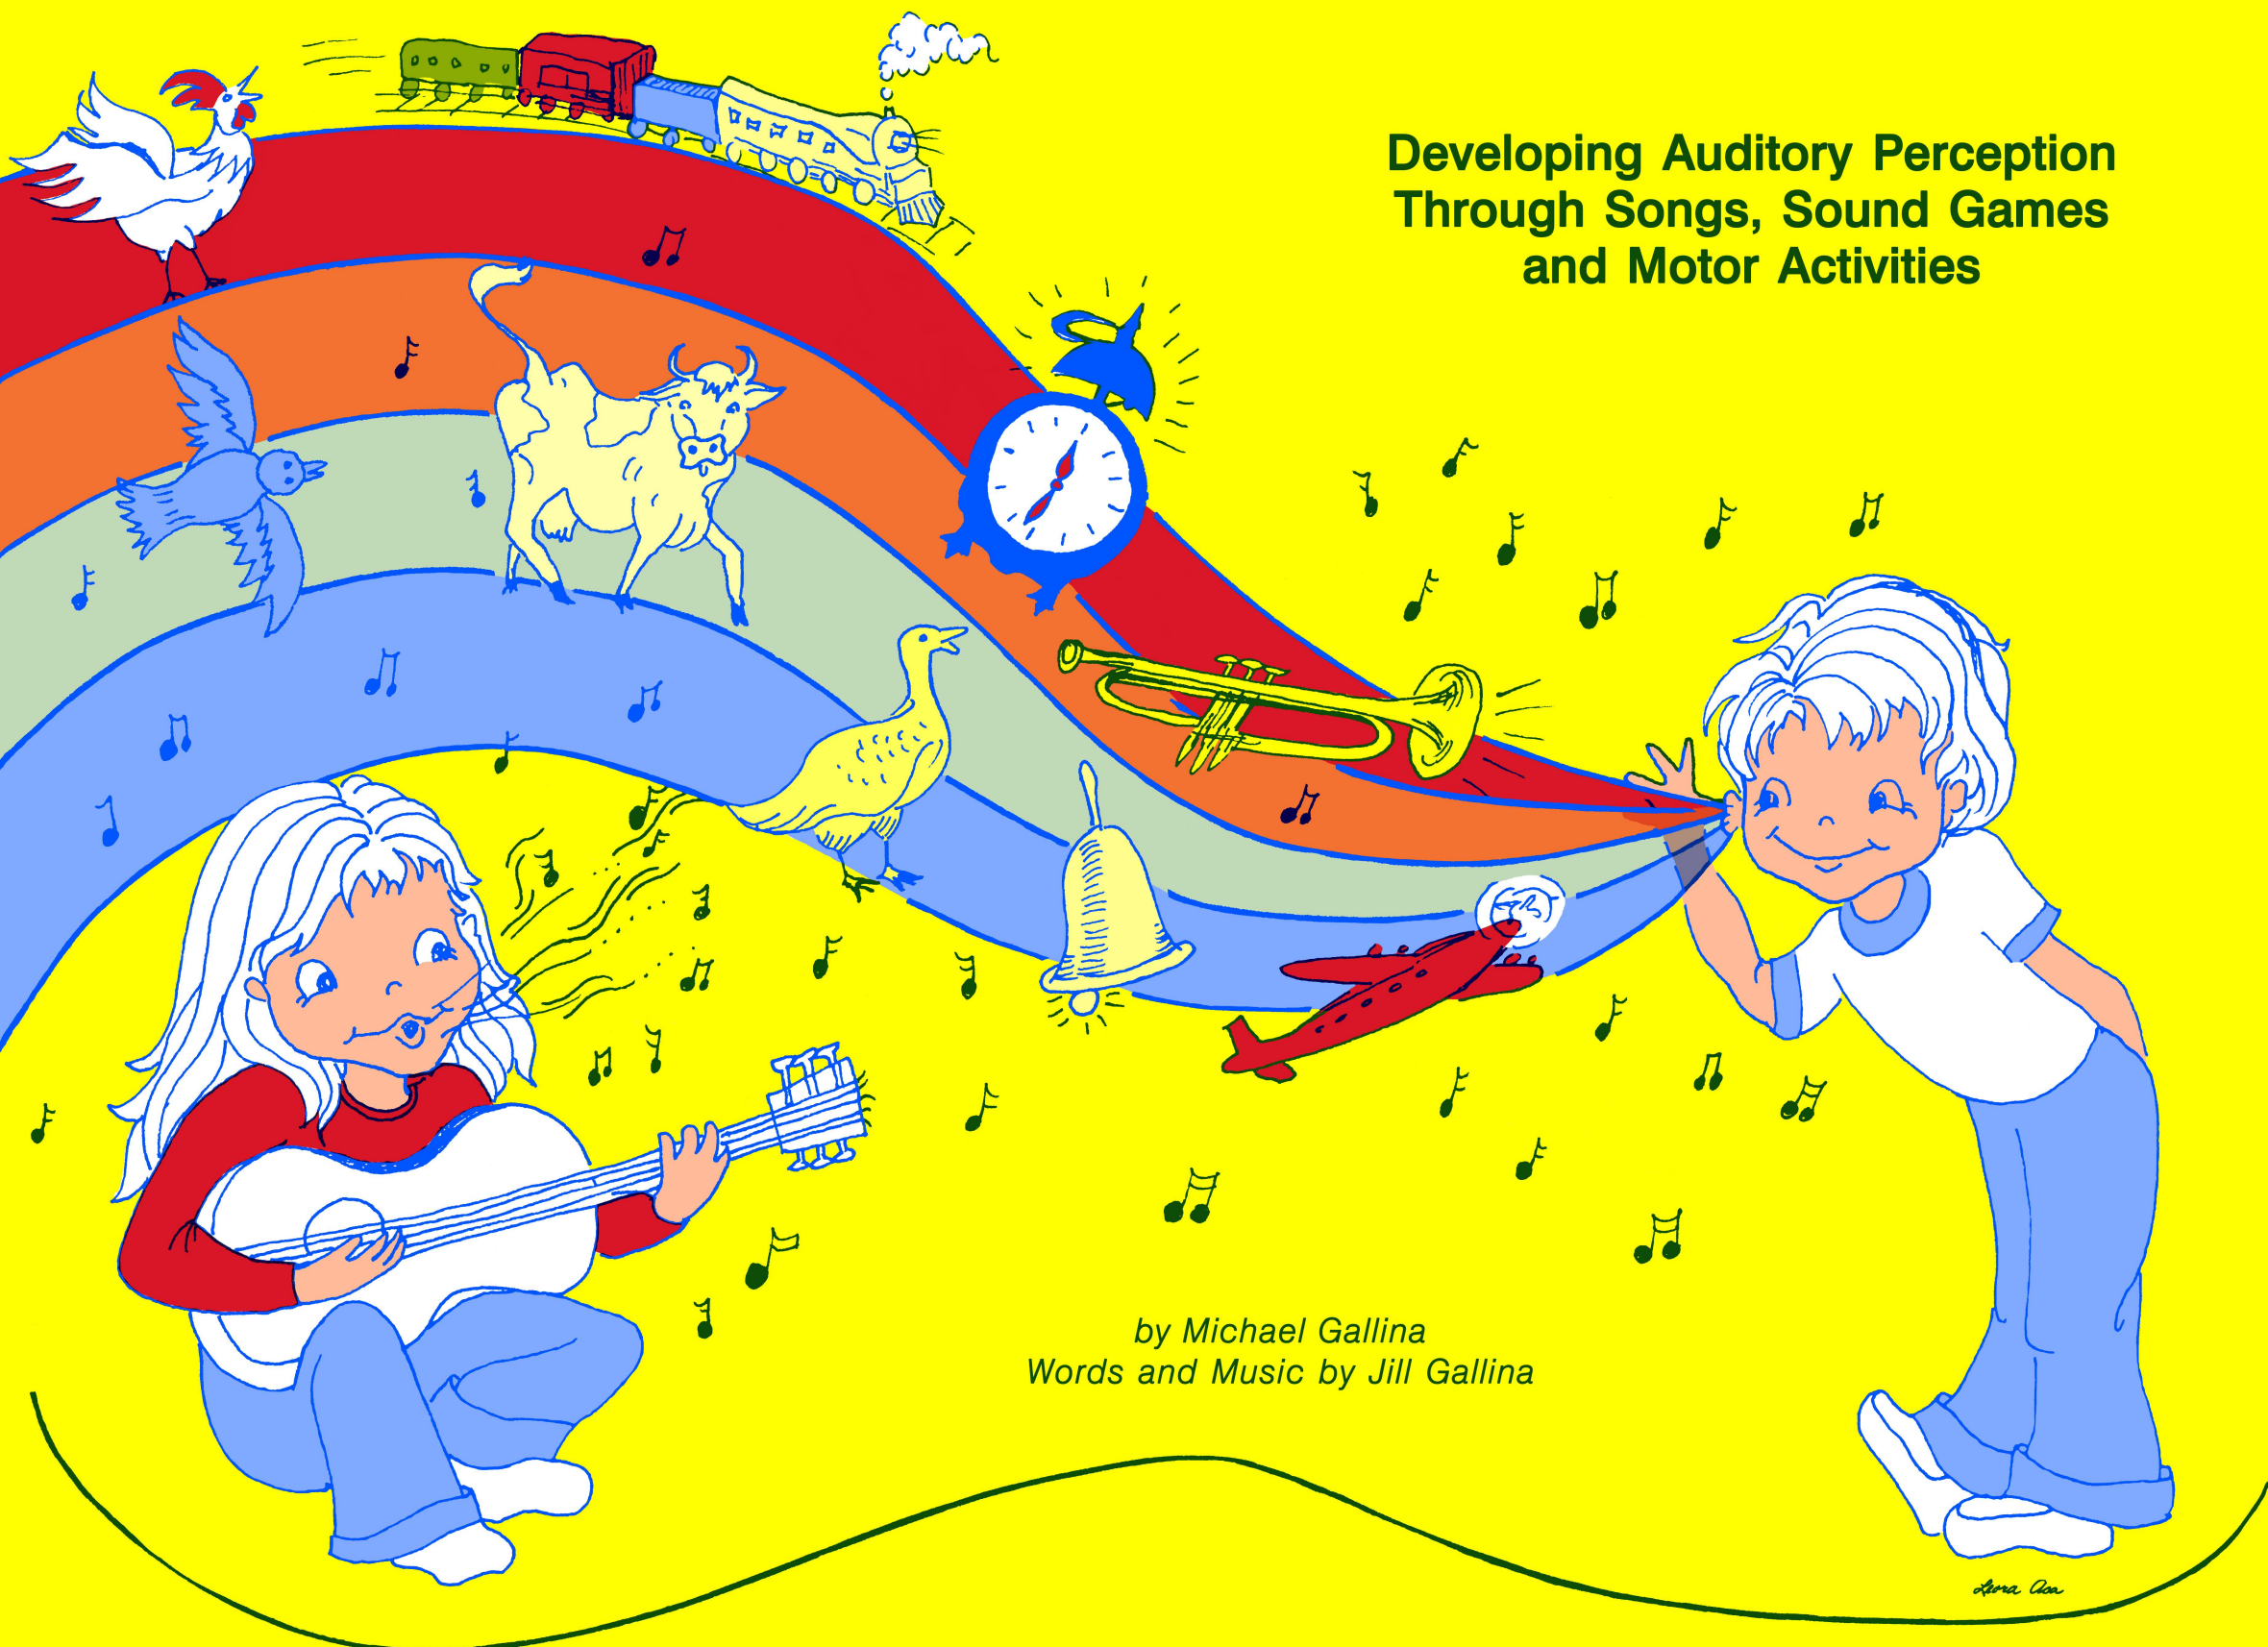 Developing Auditory Perception
Through Songs, Sound Games
and Motor Activities
by Michael Gallina
Words and Music by Jill Gallina